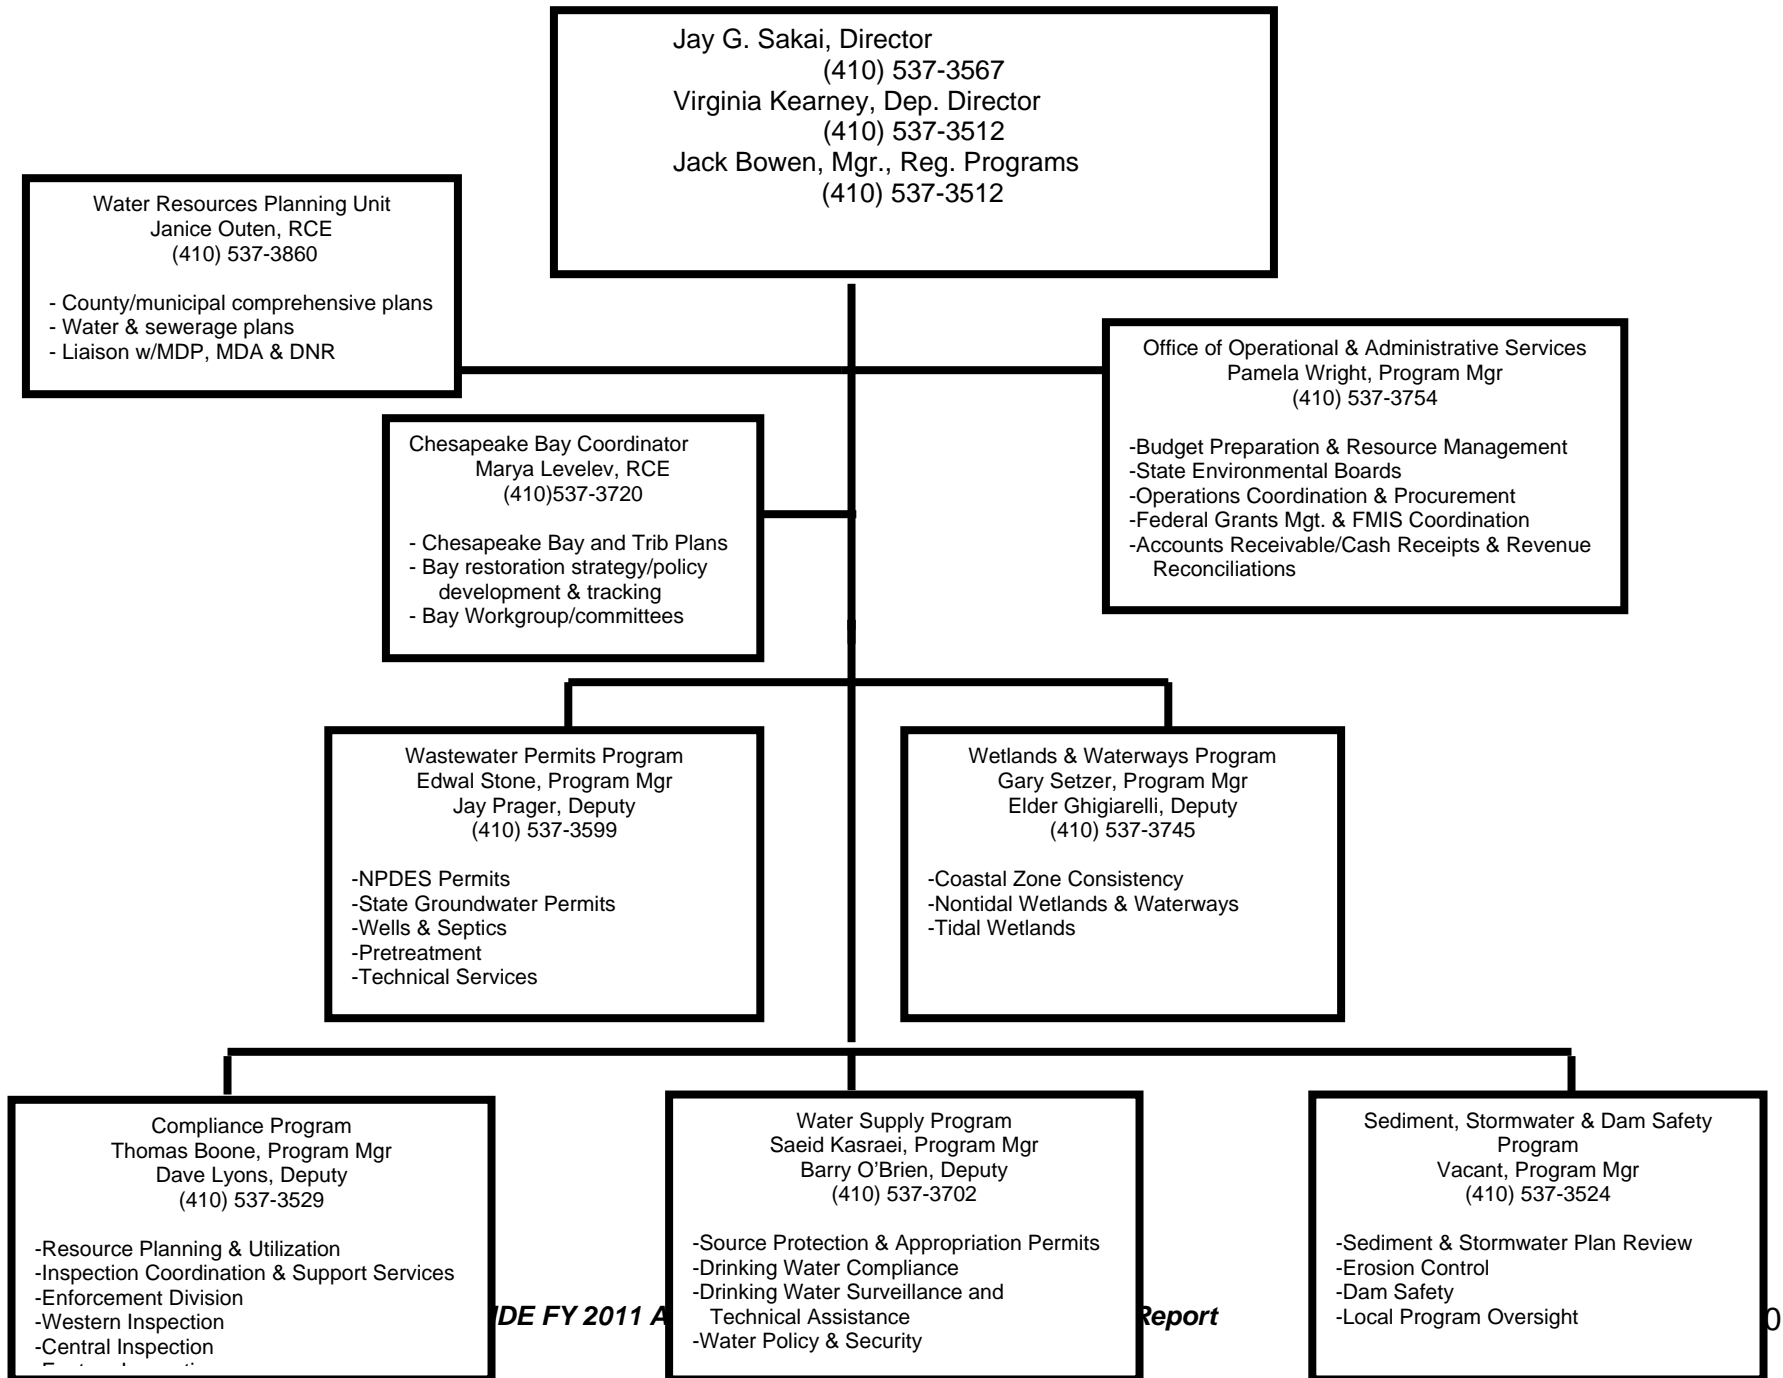 Jay G. Sakai, Director
(410) 537-3567
Virginia Kearney, Dep. Director
(410) 537-3512
Jack Bowen, Mgr., Reg. Programs
(410) 537-3512
Water Resources Planning Unit
Janice Outen, RCE
(410) 537-3860
- County/municipal comprehensive plans
- Water & sewerage plans
- Liaison w/MDP, MDA & DNR
Office of Operational & Administrative Services
Pamela Wright, Program Mgr
(410) 537-3754
-Budget Preparation & Resource Management
-State Environmental Boards
-Operations Coordination & Procurement
-Federal Grants Mgt. & FMIS Coordination
-Accounts Receivable/Cash Receipts & Revenue
Reconciliations
Chesapeake Bay Coordinator
Marya Levelev, RCE
(410)537-3720
- Chesapeake Bay and Trib Plans
- Bay restoration strategy/policy
development & tracking
- Bay Workgroup/committees
Wastewater Permits Program
Edwal Stone, Program Mgr
Jay Prager, Deputy
(410) 537-3599
-NPDES Permits
-State Groundwater Permits
-Wells & Septics
-Pretreatment
-Technical Services
Wetlands & Waterways Program
Gary Setzer, Program Mgr
Elder Ghigiarelli, Deputy
(410) 537-3745
-Coastal Zone Consistency
-Nontidal Wetlands & Waterways
-Tidal Wetlands
Compliance Program
Thomas Boone, Program Mgr
Dave Lyons, Deputy
(410) 537-3529
-Resource Planning & Utilization
-Inspection Coordination & Support Services
-Enforcement Division
-Western Inspection
-Central Inspection
Water Supply Program
Saeid Kasraei, Program Mgr
Barry O’Brien, Deputy
(410) 537-3702
-Source Protection & Appropriation Permits
-Drinking Water Compliance
-Drinking Water Surveillance and
Technical Assistance
-Water Policy & Security
Sediment, Stormwater & Dam Safety
Program
Vacant, Program Mgr
(410) 537-3524
-Sediment & Stormwater Plan Review
-Erosion Control
-Dam Safety
-Local Program Oversight
FY 2011 Report